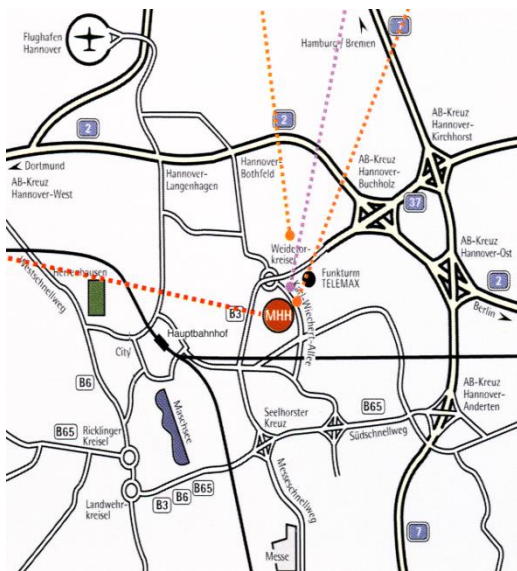 Flughafen
Hannover
Hamburg/Bremen
7
2
2
AB-Kreuz
Hannover-
Kirchhorst
Dortmund
AB-Kreuz
Hannover-West
Hannover-
Langenhagen
Hannover-
Bothfeld
AB-Kreuz
Hannover-
Buchholz
37
Weidetor-
kreisel
Funkturm
TELEMAX
AB-Kreuz
Hannover-Ost
2
Berlin
Westschnellweg
Herrenhausen
B3
MHH
Karl-Wiechert-Allee
Hauptbahnhof
City
B6
Maschsee
AB-Kreuz
Hannover-
Anderten
B65
Ricklinger
Kreisel
Seelhorster
Kreuz
B65
Südschnellweg
Landwehr-
kreisel
B3
B6
B65
Messeschnellweg
Messe
7